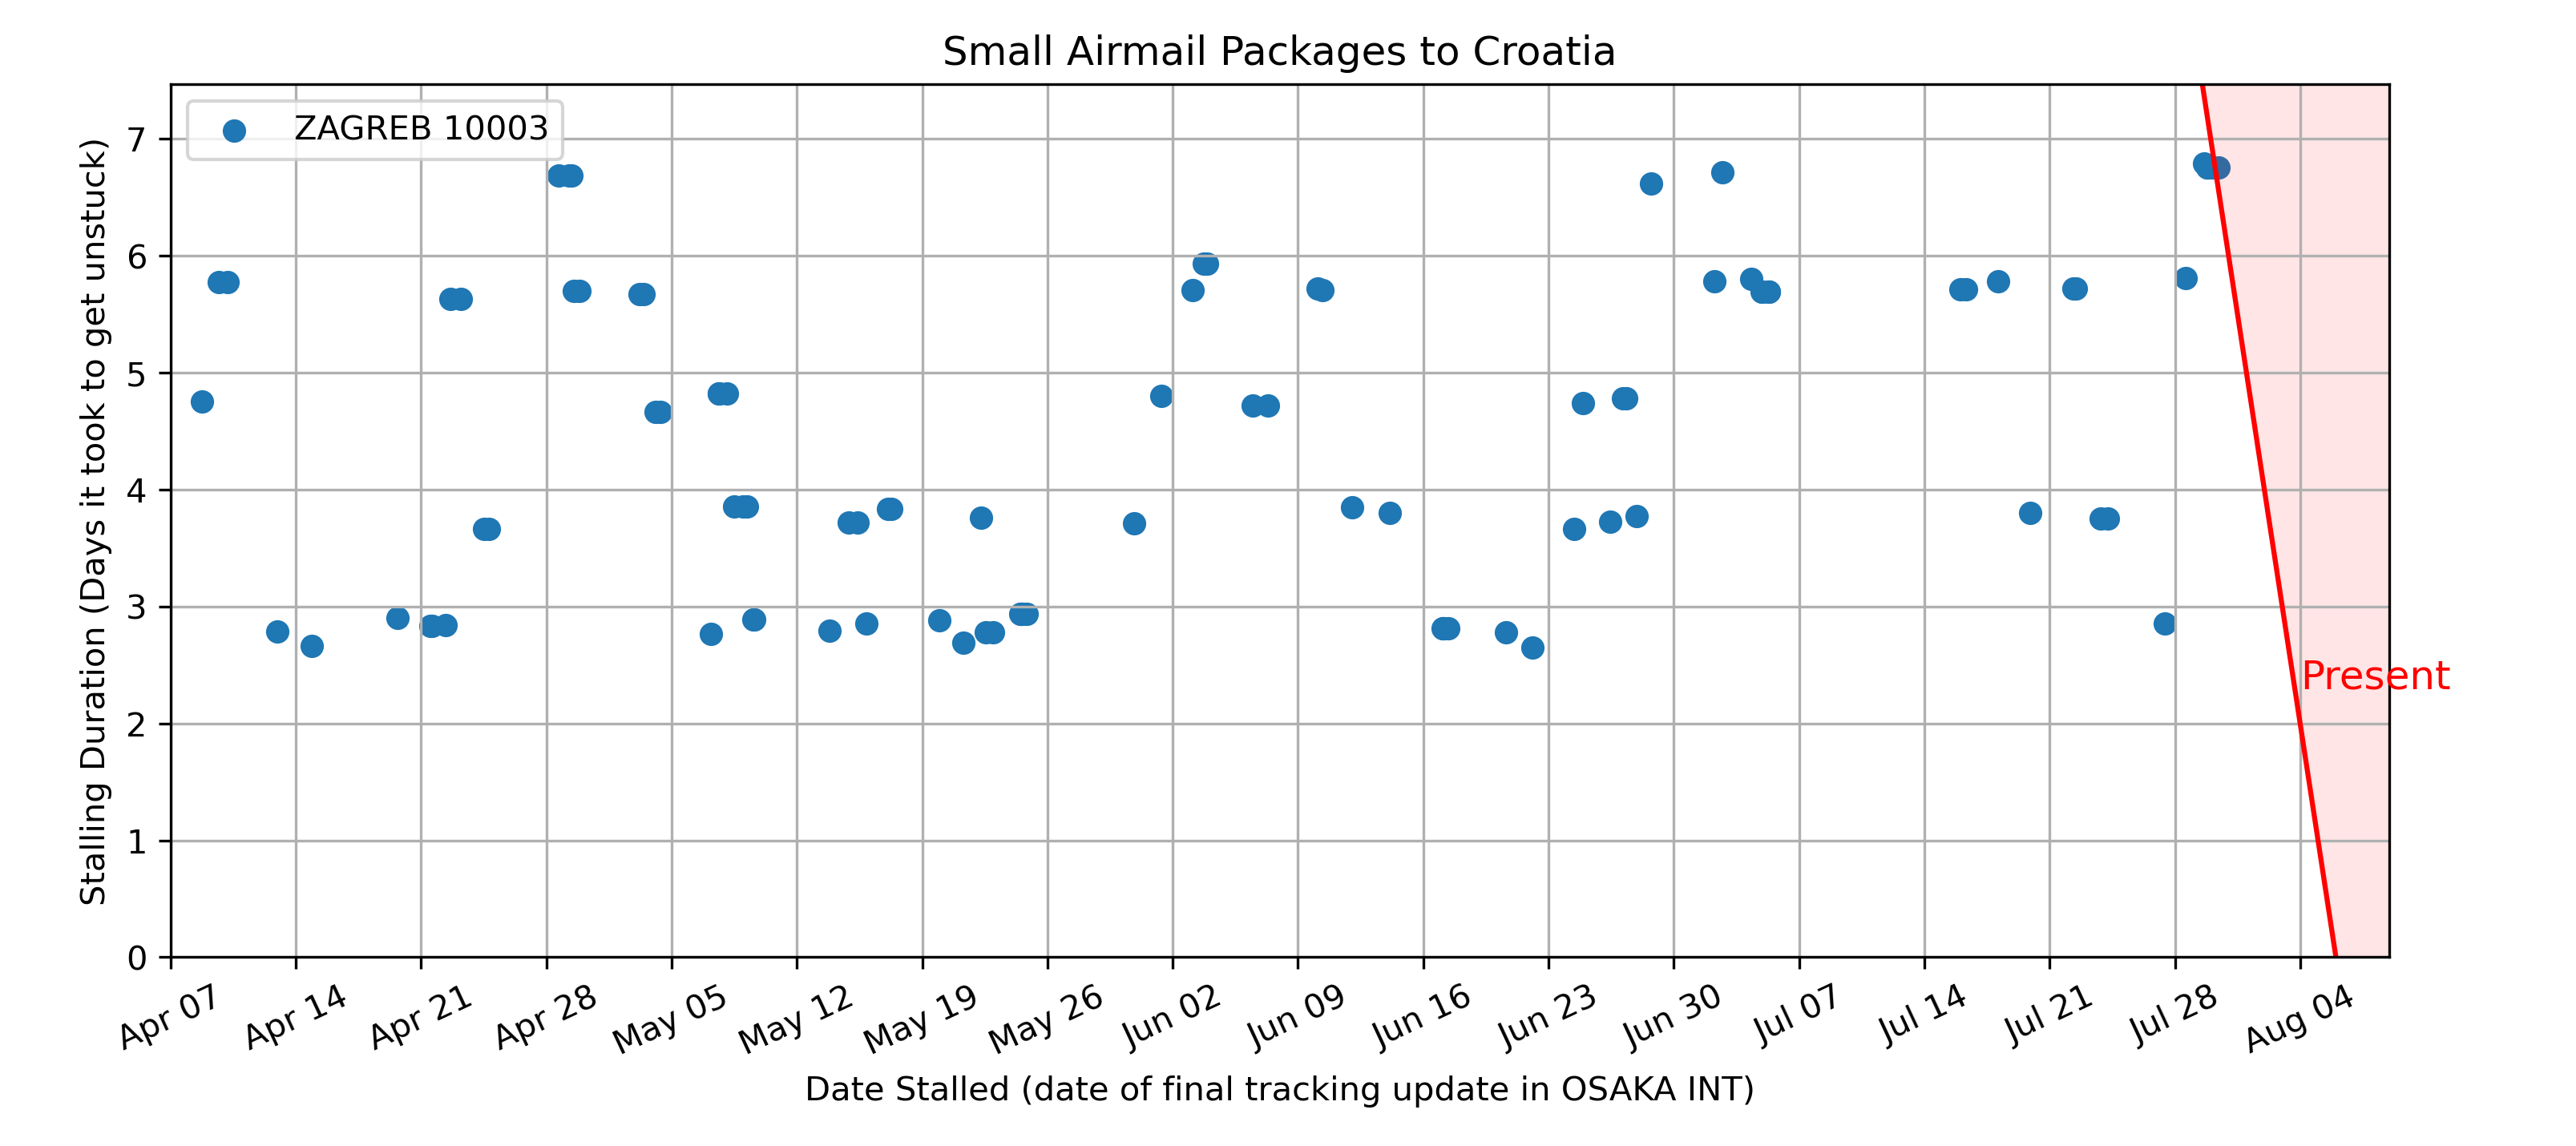 Small Airmail Packages to Croatia
ZAGREB 10003
Stalling Duration (Days it took to get unstuck)
7
6
5
4
3
2
1
0
Present
Apr 07
Apr 14
Apr 21
Apr 28
May 05
May 12
May 19
May 26
Jun 02
Jun 09
Jun 16
Jun 23
Jun 30
Jul 07
Jul 14
Jul 21
Jul 28
Aug 04
Date Stalled (date of final tracking update in OSAKA INT)